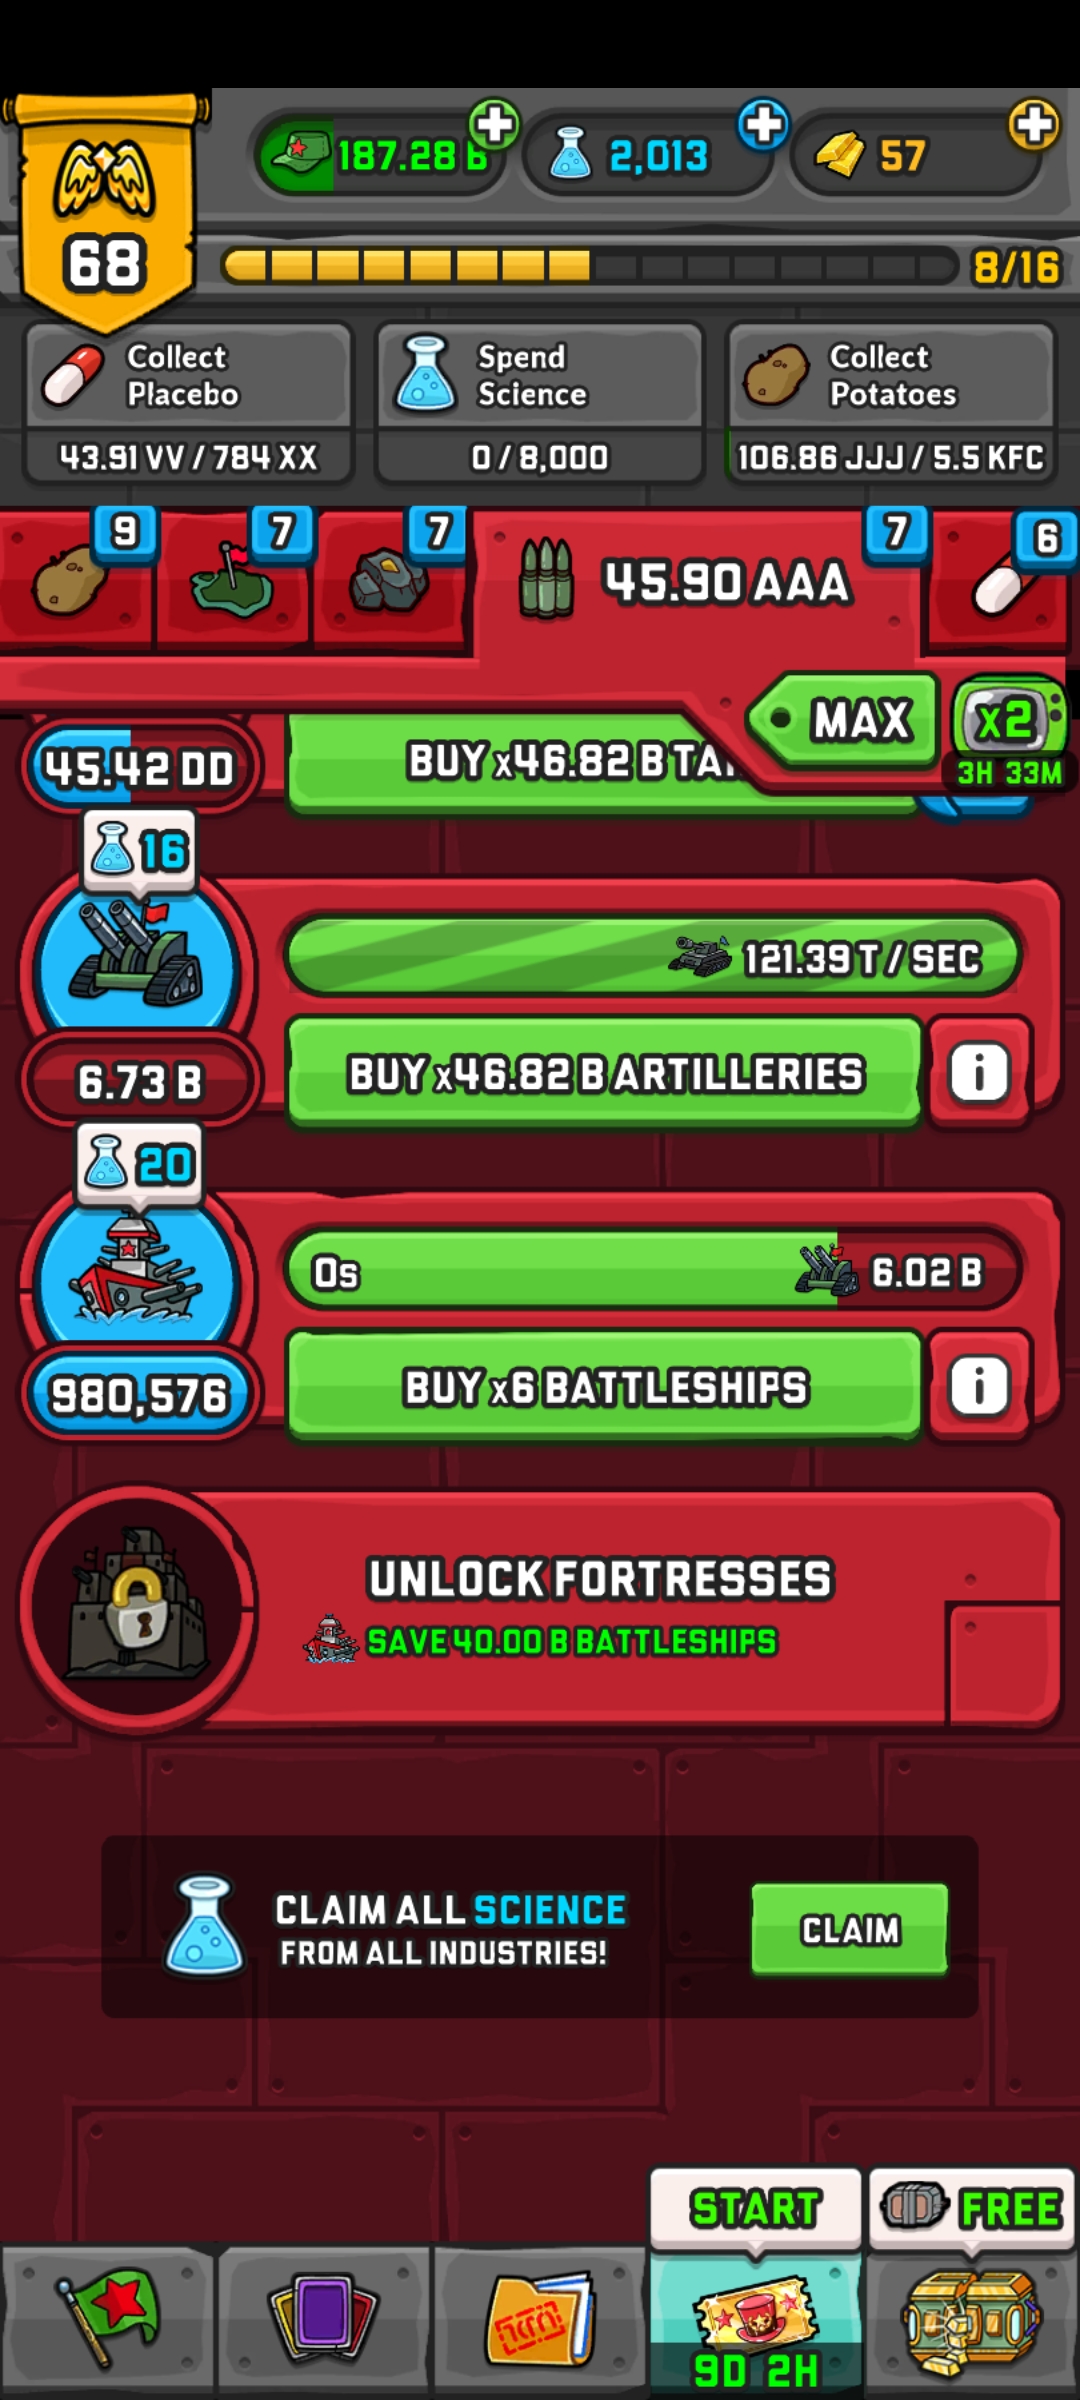 187.28 B
2,013
57
68
8/16
Collect
Placebo
43.91 VV / 784 XX
Spend
Science
0 / 8,000
Collect
Potatoes
106.86 JJJ / 5.5 KFC
9
7
7
45.90 AAA
7
6
MAX
x2
3H 33M
45.42 DD
BUY x46.82 B
16
121.39 T / SEC
BUY x46.82 B ARTILLERIES
i
6.73 B
20
0s
6.02 B
BUY x6 BATTLESHIPS
i
980,576
UNLOCK FORTRESSES
SAVE 40.00 B BATTLESHIPS
CLAIM ALL SCIENCE
FROM ALL INDUSTRIES!
CLAIM
START
FREE
9D 2H